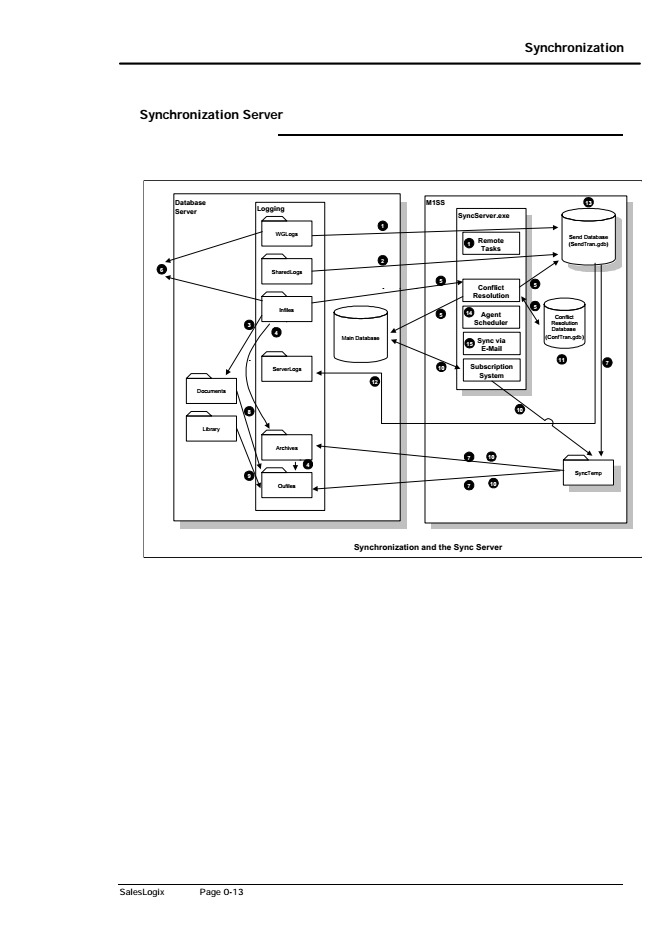 Synchronization
Synchronization Server
Database
Server
Logging
M1SS
SyncServer.exe
13
WGLogs
1
1
Remote
Tasks
Send Database
(SendTran.gdb)
6
SharedLogs
2
Infiles
5
Conflict
Resolution
5
3
4
5
5
14
Agent
Scheduler
Conflict
Resolution
Database
(ConfTran.gdb)
Main Database
15
Sync via
E-Mail
11
7
ServerLogs
12
10
Subscription
System
Documents
8
10
Library
Archives
7
10
4
9
Outfiles
7
10
SyncTemp
Synchronization and the Sync Server
SalesLogix Page 0-13